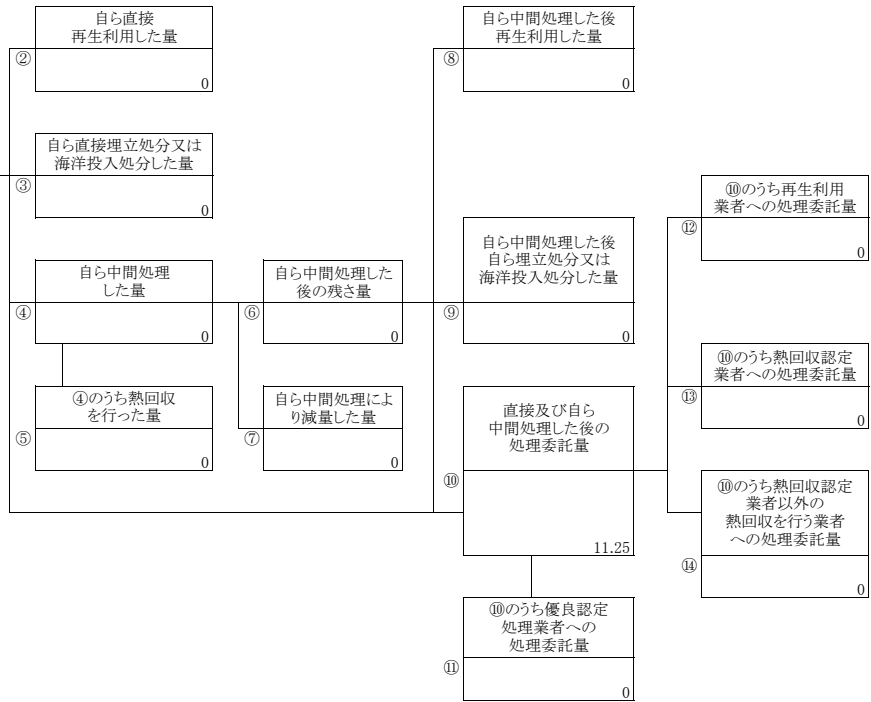 自ら直接
再生利用した量
②
0
自ら直接埋立処分又は
海洋投入処分した量
③
0
自ら中間処理
した量
④
0
④のうち熱回収
を行った量
⑤
0
自ら中間処理した
後の残さ量
⑥
0
自ら中間処理によ
り減量した量
⑦
0
自ら中間処理した後
再生利用した量
⑧
0
自ら中間処理した後
自ら埋立処分又は
海洋投入処分した量
⑨
0
直接及び自ら
中間処理した後の
処理委託量
⑩
11.25
⑩のうち優良認定
処理業者への
処理委託量
⑪
0
⑩のうち再生利用
業者への処理委託量
⑫
0
⑩のうち熱回収認定
業者への処理委託量
⑬
0
⑩のうち熱回収認定
業者以外の
熱回収を行う業者
への処理委託量
⑭
0